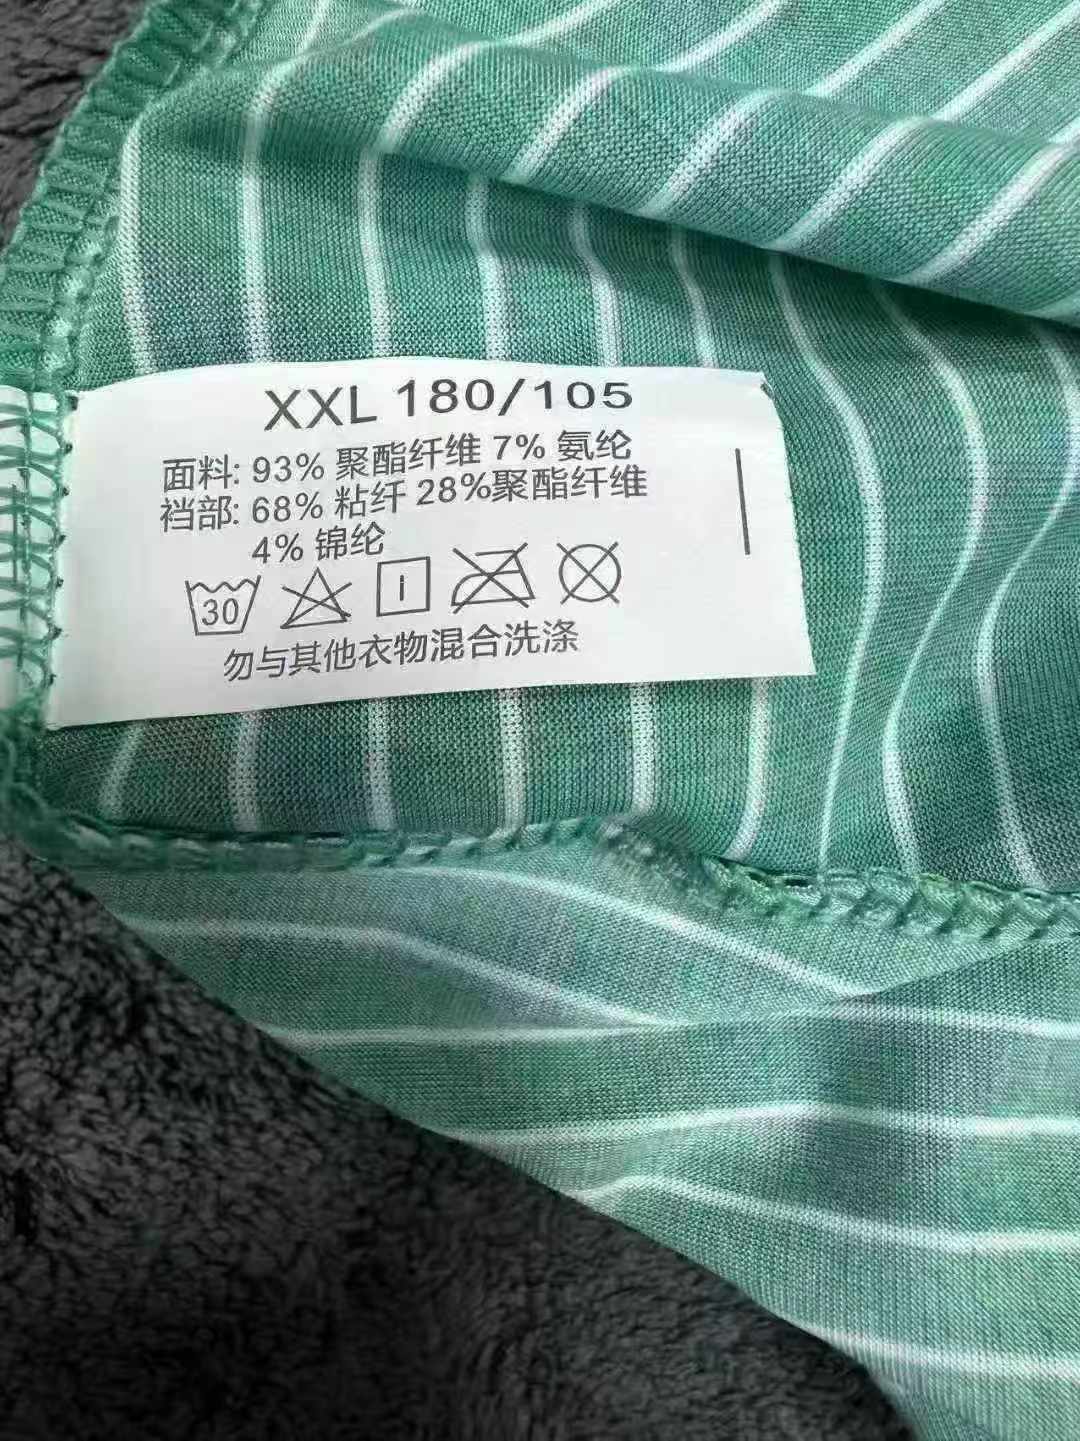 XXL 180/105
面料: 93% 聚酯纤维 7% 氨纶
裆部: 68% 粘纤 28%聚酯纤维
4% 锦纶
30
勿与其他衣物混合洗涤